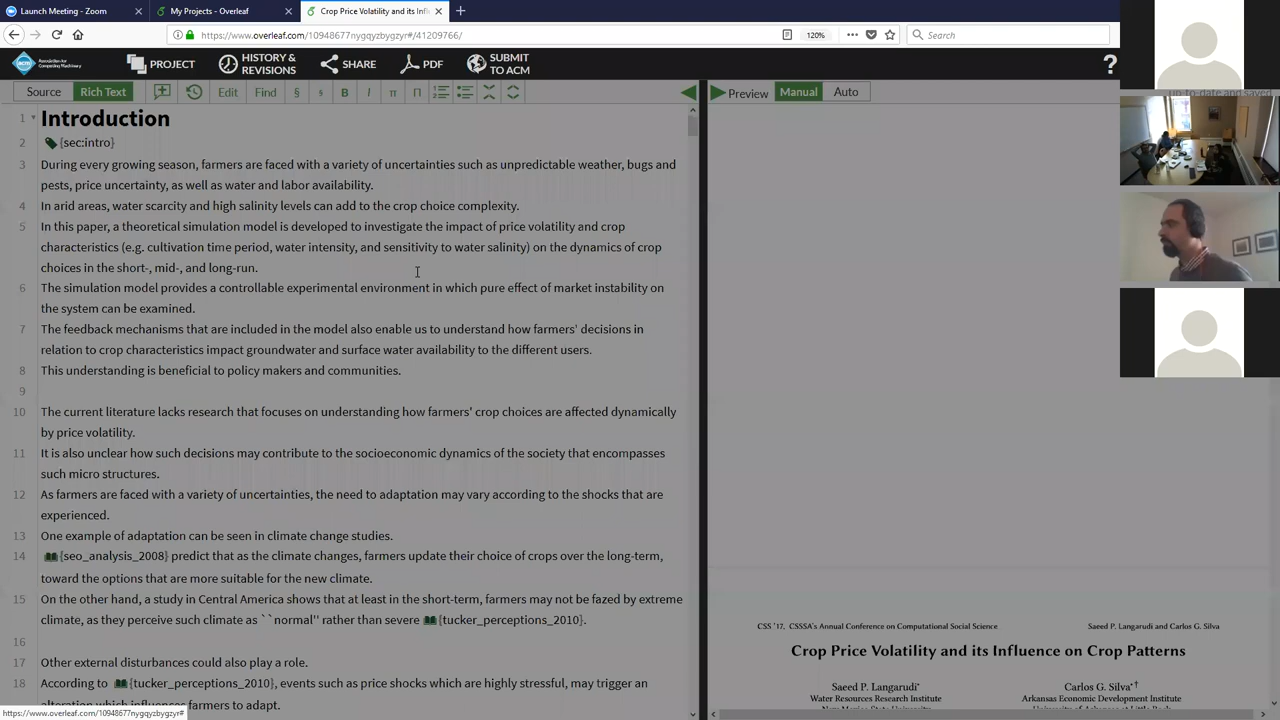 Launch Meeting - Zoom
My Projects - Overleaf
Crop Price Volatility and its Infl
https://www.overleaf.com/10948677nygqyzbygzyr#/41209766/
120%
Search
PROJECT
HISTORY &
REVISIONS
SHARE
PDF
SUBMIT
TO ACM
?
Source
Rich Text
Edit
Find
§
§
B
I
π
Preview
Manual
Auto
up-to-date and saved
1 Introduction
2 {sec:intro}
3 During every growing season, farmers are faced with a variety of uncertainties such as unpredictable weather, bugs and
pests, price uncertainty, as well as water and labor availability.
4 In arid areas, water scarcity and high salinity levels can add to the crop choice complexity.
5 In this paper, a theoretical simulation model is developed to investigate the impact of price volatility and crop
characteristics (e.g. cultivation time period, water intensity, and sensitivity to water salinity) on the dynamics of crop
choices in the short-, mid-, and long-run.
6 The simulation model provides a controllable experimental environment in which pure effect of market instability on
the system can be examined.
7 The feedback mechanisms that are included in the model also enable us to understand how farmers' decisions in
relation to crop characteristics impact groundwater and surface water availability to the different users.
8 This understanding is beneficial to policy makers and communities.
9
10 The current literature lacks research that focuses on understanding how farmers' crop choices are affected dynamically
by price volatility.
11 It is also unclear how such decisions may contribute to the socioeconomic dynamics of the society that encompasses
such micro structures.
12 As farmers are faced with a variety of uncertainties, the need to adaptation may vary according to the shocks that are
experienced.
13 One example of adaptation can be seen in climate change studies.
14 {seo_analysis_2008} predict that as the climate changes, farmers update their choice of crops over the long-term,
toward the options that are more suitable for the new climate.
15 On the other hand, a study in Central America shows that at least in the short-term, farmers may not be fazed by extreme
climate, as they perceive such climate as ``normal'' rather than severe {tucker_perceptions_2010}.
16
17 Other external disturbances could also play a role.
18 According to {tucker_perceptions_2010}, events such as price shocks which are highly stressful, may trigger an
alteration which influences farmers to adapt.
https://www.overleaf.com/10948677nygqyzbygzyr#
CSS '17, CSSSA's Annual Conference on Computational Social Science
Saeed P. Langarudi and Carlos G. Silva
Crop Price Volatility and its Influence on Crop Patterns
Saeed P. Langarudi*
Water Resources Research Institute
New Mexico State University
Carlos G. Silva*†
Arkansas Economic Development Institute
University of Arkansas at Little Rock